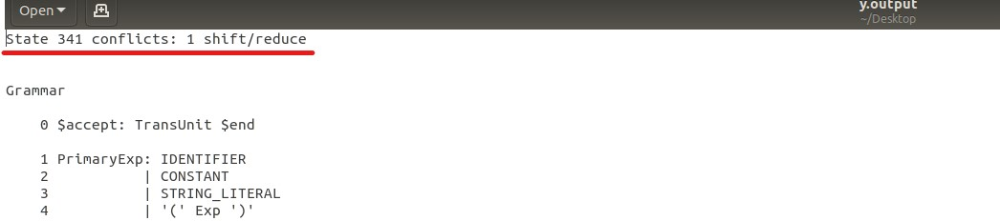 Open
y.output
~/Desktop
State 341 conflicts: 1 shift/reduce
Grammar
0 $accept: TransUnit $end
1 PrimaryExp: IDENTIFIER
2 | CONSTANT
3 | STRING_LITERAL
4 | '(' Exp ')'